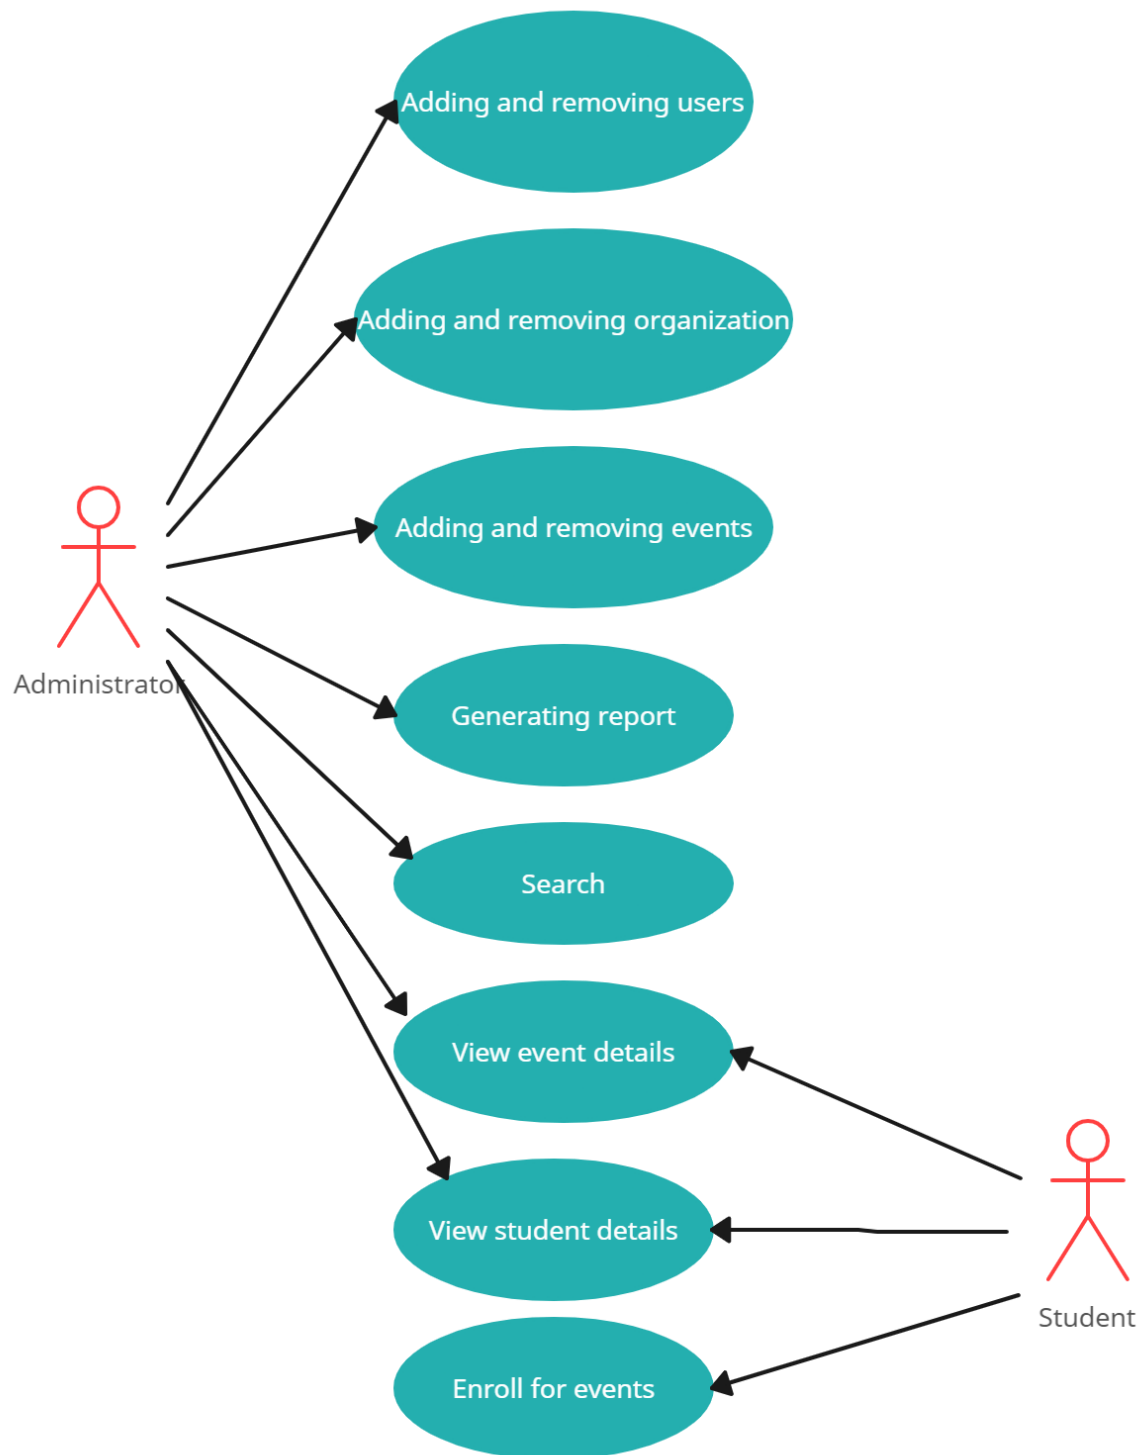 Adding and removing users
Adding and removing organization
Adding and removing events
Administrator
Generating report
Search
View event details
View student details
Student
Enroll for events